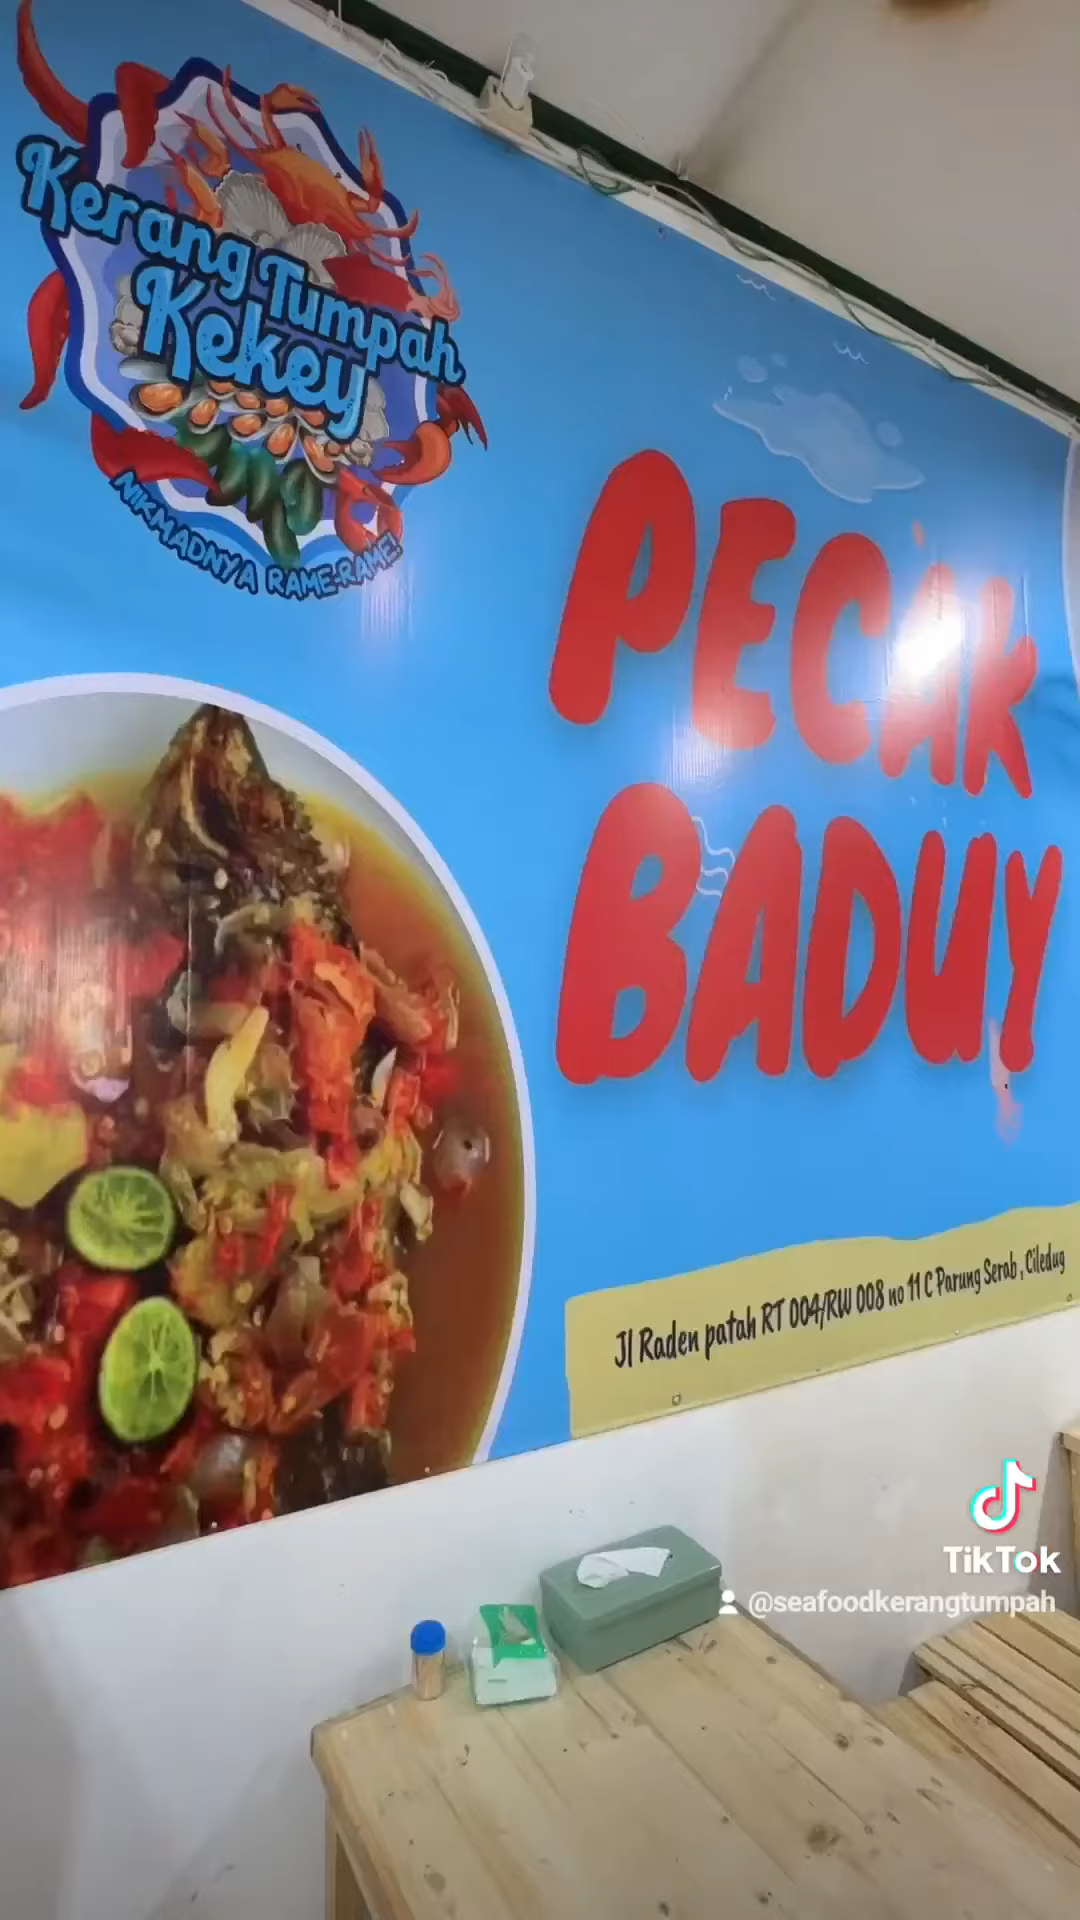 Kerang Tumpah
Kekey
NIKMADNYA RAME-RAME!
PECAK
BADUY
Jl Raden patah RT 004/RW 008 no 11 C Parung Serab, Ciledug
TikTok
@seafoodkerangtumpah